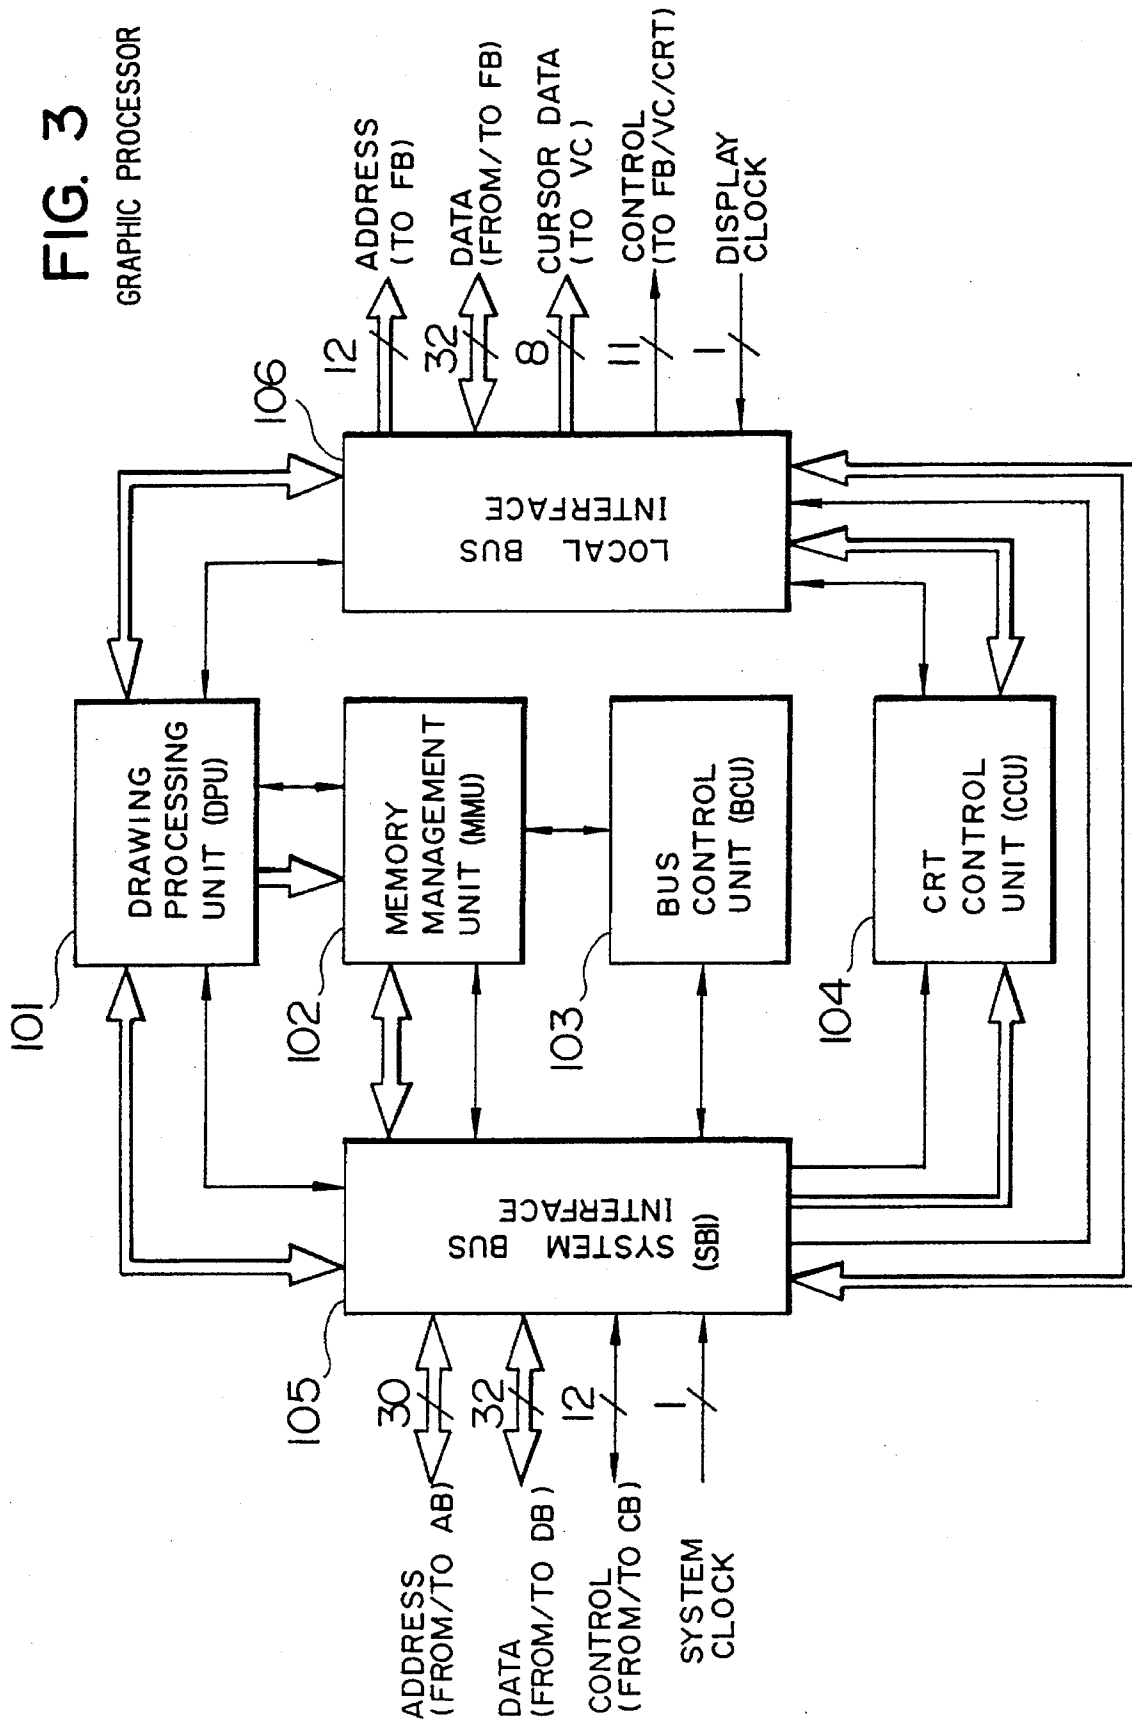 FIG. 3
GRAPHIC PROCESSOR
101
DRAWING
PROCESSING
UNIT (DPU)
102
MEMORY
MANAGEMENT
UNIT (MMU)
103
BUS
CONTROL
UNIT (BCU)
104
CRT
CONTROL
UNIT (CCU)
105
SYSTEM BUS
INTERFACE
(SBI)
106
LOCAL BUS
INTERFACE
ADDRESS
(FROM/TO AB)
30
DATA
(FROM/TO DB)
32
CONTROL
(FROM/TO CB)
12
SYSTEM
CLOCK
1
12
ADDRESS
(TO FB)
32
DATA
(FROM/TO FB)
8
CURSOR DATA
(TO VC)
11
CONTROL
(TO FB/VC/CRT)
1
DISPLAY
CLOCK